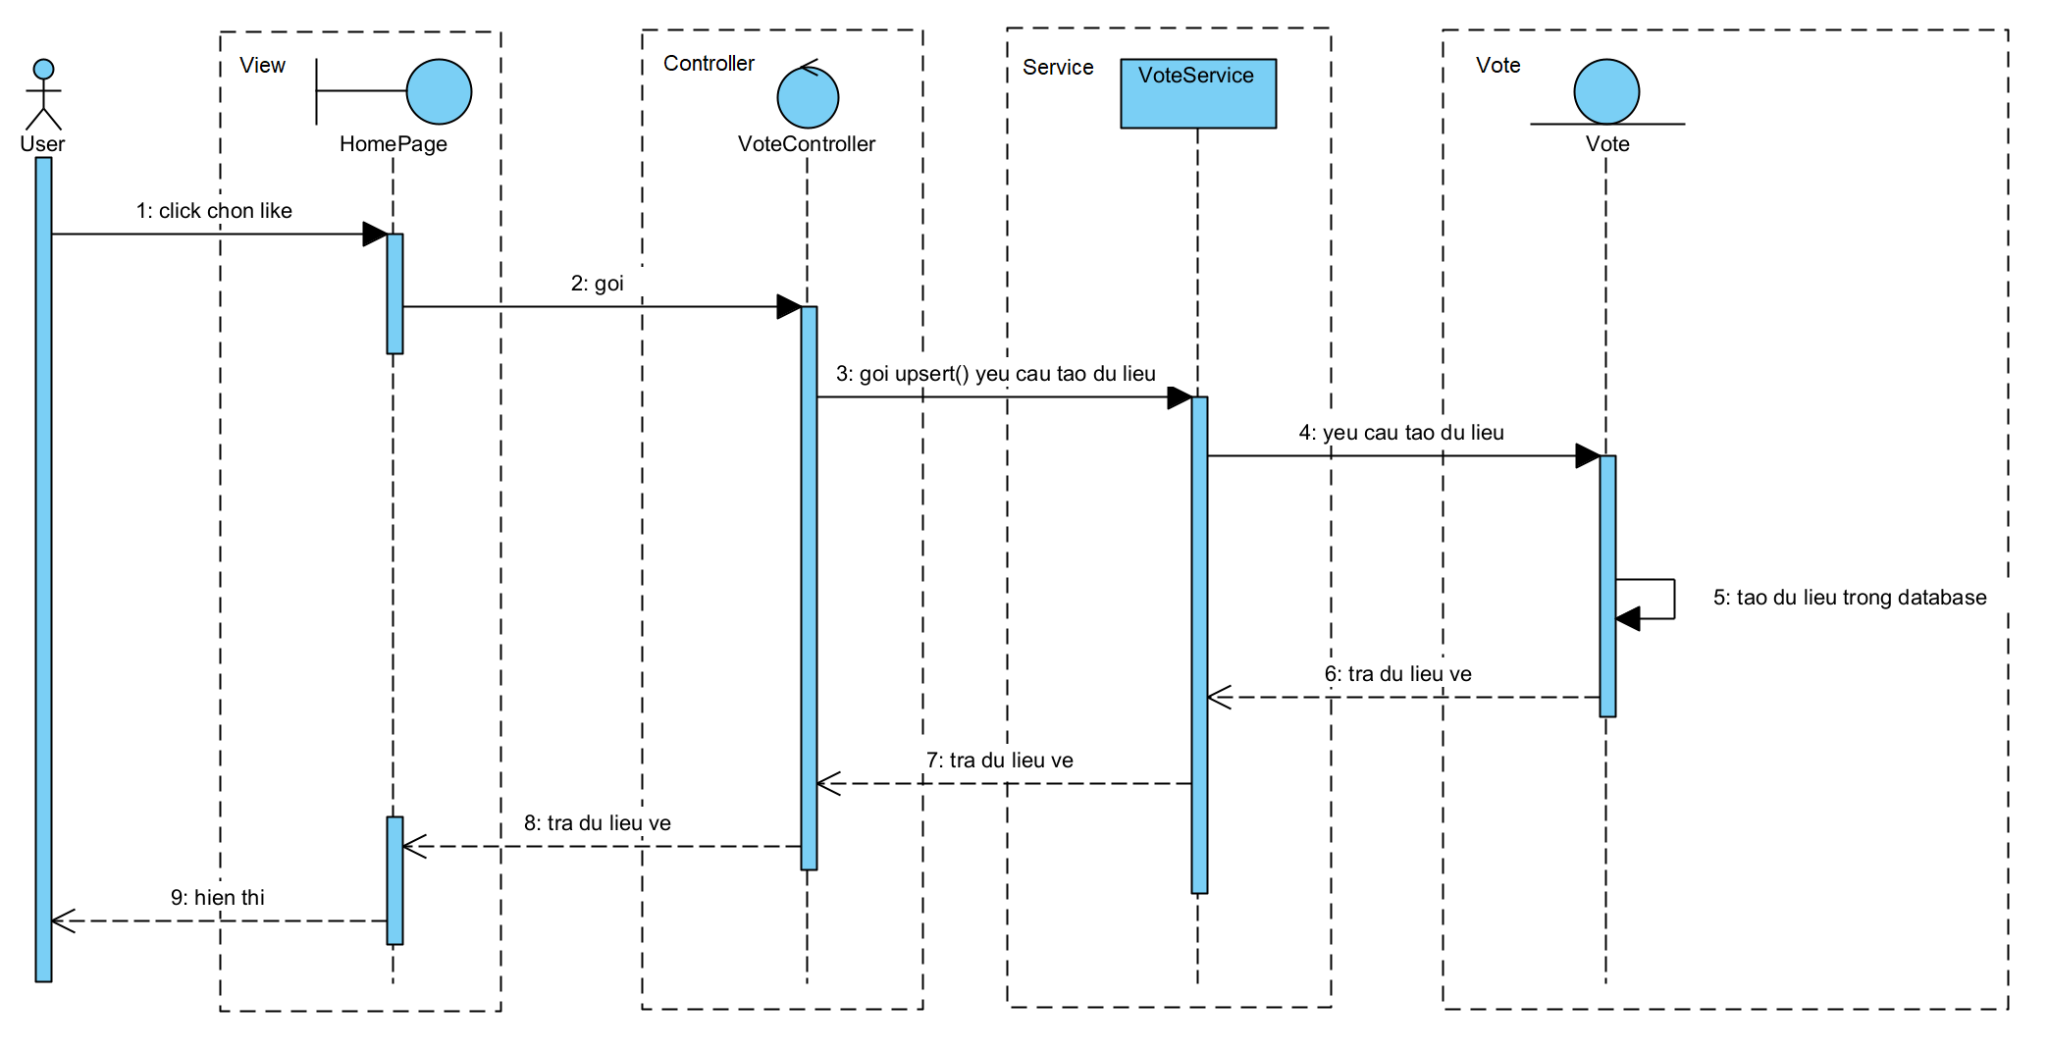 View
Controller
Service
VoteService
Vote
User
HomePage
VoteController
Vote
1: click chon like
2: goi
3: goi upsert() yeu cau tao du lieu
4: yeu cau tao du lieu
5: tao du lieu trong database
6: tra du lieu ve
7: tra du lieu ve
8: tra du lieu ve
9: hien thi